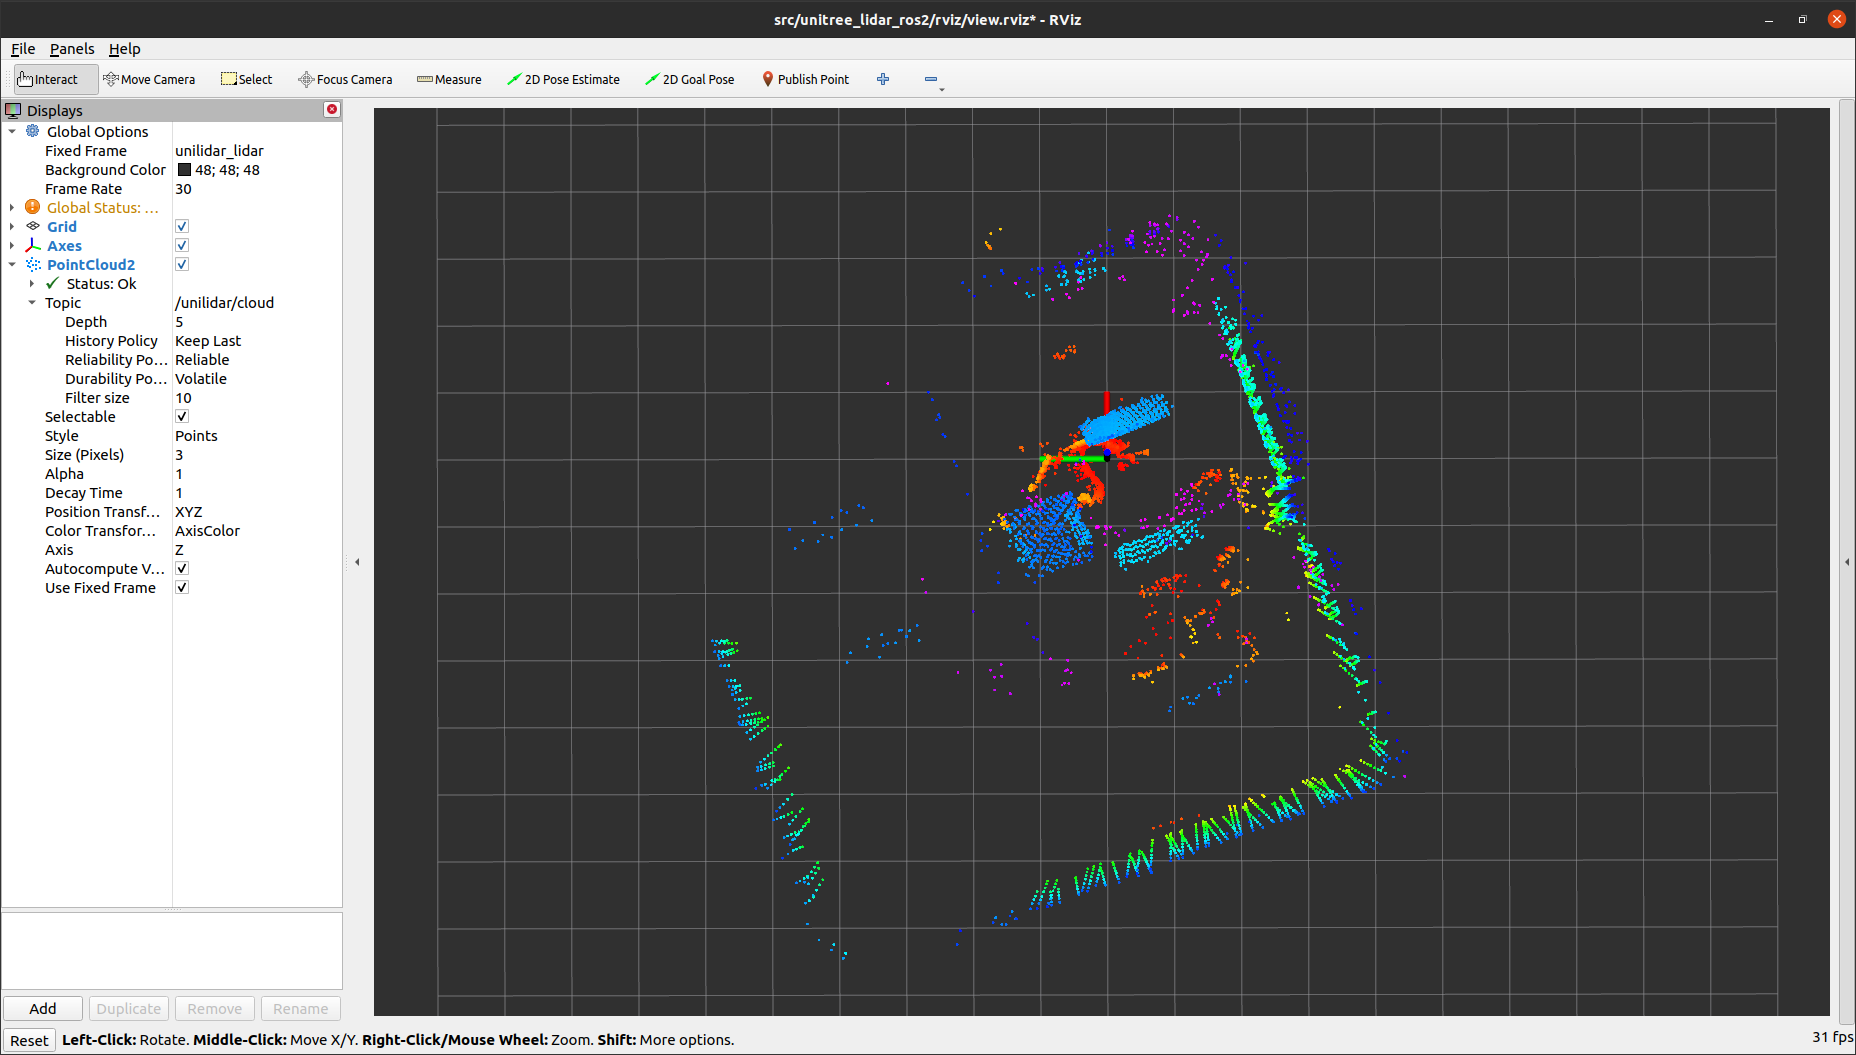 src/unitree_lidar_ros2/rviz/view.rviz* - RViz
File Panels Help
Interact Move Camera Select Focus Camera Measure 2D Pose Estimate 2D Goal Pose Publish Point
Displays
Global Options
Fixed Frame unilidar_lidar
Background Color 48; 48; 48
Frame Rate 30
Global Status: ...
Grid
Axes
PointCloud2
Status: Ok
Topic /unilidar/cloud
Depth 5
History Policy Keep Last
Reliability Po... Reliable
Durability Po... Volatile
Filter size 10
Selectable
Style Points
Size (Pixels) 3
Alpha 1
Decay Time 1
Position Transf... XYZ
Color Transfor... AxisColor
Axis Z
Autocompute V...
Use Fixed Frame
Add Duplicate Remove Rename
Reset Left-Click: Rotate. Middle-Click: Move X/Y. Right-Click/Mouse Wheel: Zoom. Shift: More options. 31 fps